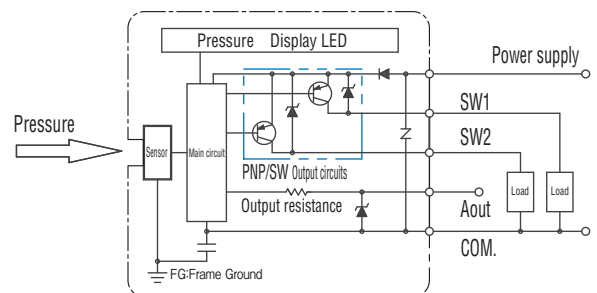 Pressure Display LED
Power supply
SW1
Pressure
SW2
Sensor
Main circuit
PNP/SW Output circuits
Load
Load
Output resistance
Aout
COM.
FG:Frame Ground